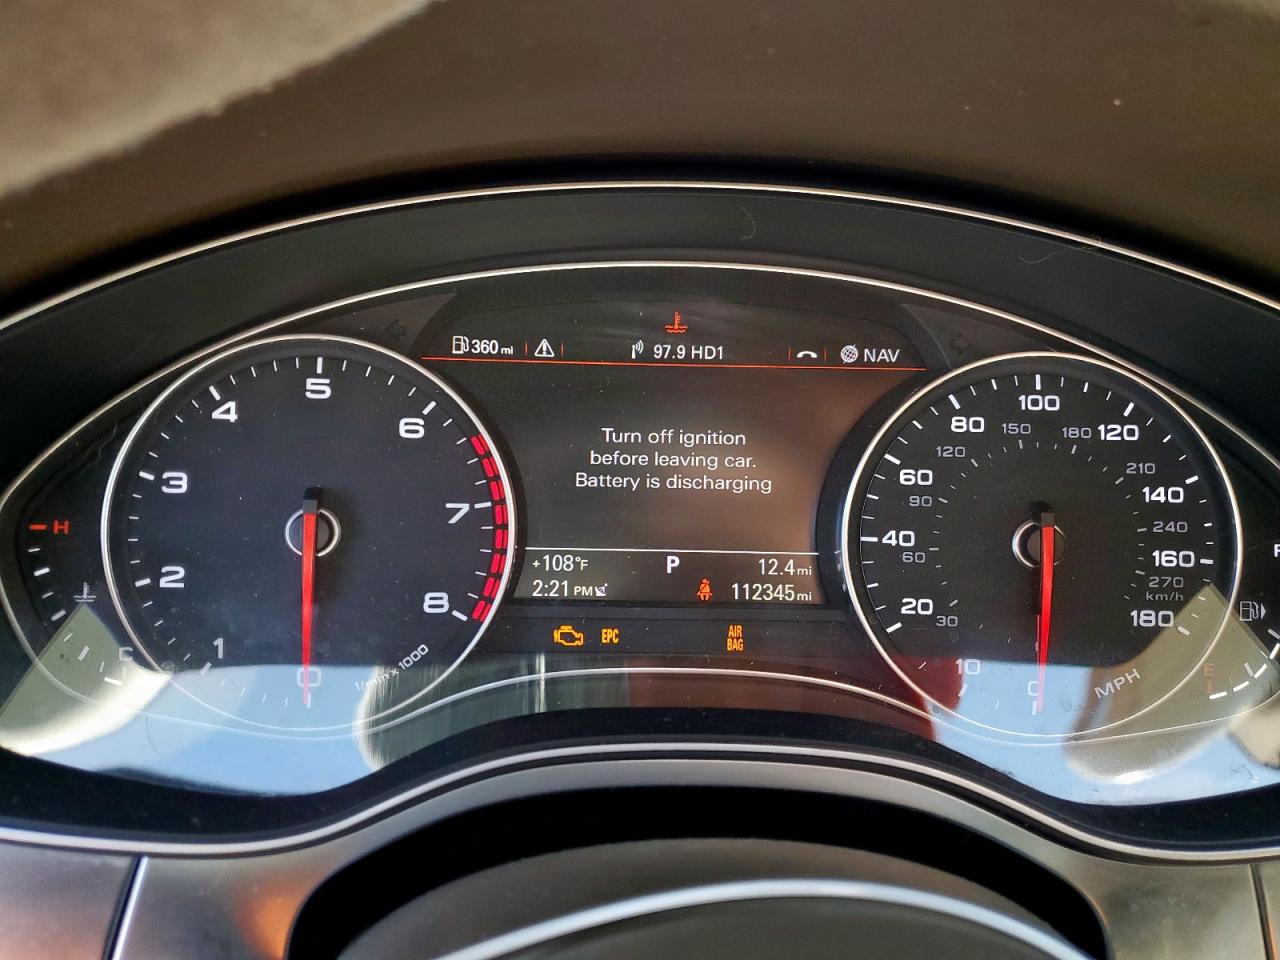 360 mi
97.9 HD1
NAV
Turn off ignition
before leaving car.
Battery is discharging
+108°F
P
12.4 mi
2:21 PM
112345 mi
EPC
AIR
BAG
H
C
0
1
2
3
4
5
6
7
8
1/min x 1000
10
20
40
60
80
100
120
140
160
180
30
60
90
120
150
180
210
240
270
km/h
MPH
E